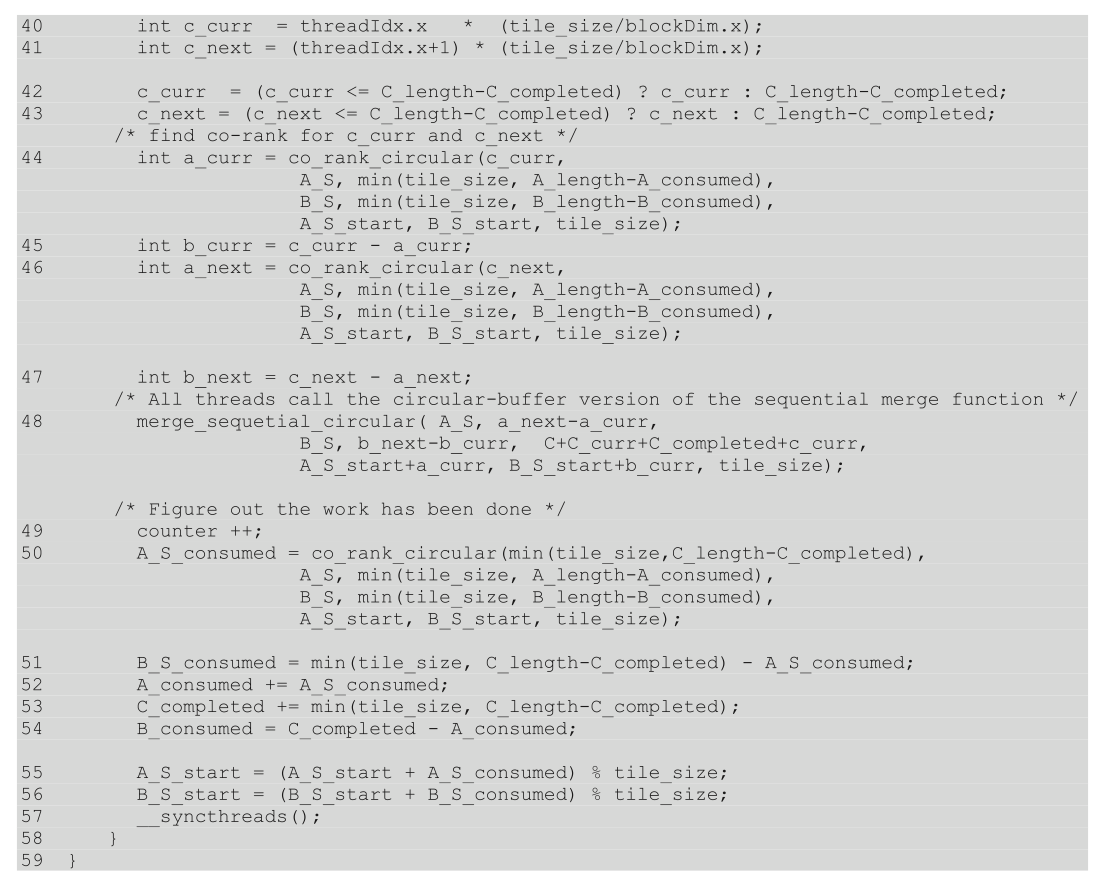 40 int c_curr = threadIdx.x * (tile_size/blockDim.x);
41 int c_next = (threadIdx.x+1) * (tile_size/blockDim.x);
42 c_curr = (c_curr <= C_length-C_completed) ? c_curr : C_length-C_completed;
43 c_next = (c_next <= C_length-C_completed) ? c_next : C_length-C_completed;
/* find co-rank for c_curr and c_next */
44 int a_curr = co_rank_circular(c_curr,
A_S, min(tile_size, A_length-A_consumed),
B_S, min(tile_size, B_length-B_consumed),
A_S_start, B_S_start, tile_size);
45 int b_curr = c_curr - a_curr;
46 int a_next = co_rank_circular(c_next,
A_S, min(tile_size, A_length-A_consumed),
B_S, min(tile_size, B_length-B_consumed),
A_S_start, B_S_start, tile_size);
47 int b_next = c_next - a_next;
/* All threads call the circular-buffer version of the sequential merge function */
48 merge_sequetial_circular( A_S, a_next-a_curr,
B_S, b_next-b_curr, C+C_curr+C_completed+c_curr,
A_S_start+a_curr, B_S_start+b_curr, tile_size);
/* Figure out the work has been done */
49 counter ++;
50 A_S_consumed = co_rank_circular(min(tile_size,C_length-C_completed),
A_S, min(tile_size, A_length-A_consumed),
B_S, min(tile_size, B_length-B_consumed),
A_S_start, B_S_start, tile_size);
51 B_S_consumed = min(tile_size, C_length-C_completed) - A_S_consumed;
52 A_consumed += A_S_consumed;
53 C_completed += min(tile_size, C_length-C_completed);
54 B_consumed = C_completed - A_consumed;
55 A_S_start = (A_S_start + A_S_consumed) % tile_size;
56 B_S_start = (B_S_start + B_S_consumed) % tile_size;
57 __syncthreads();
58 }
59 }